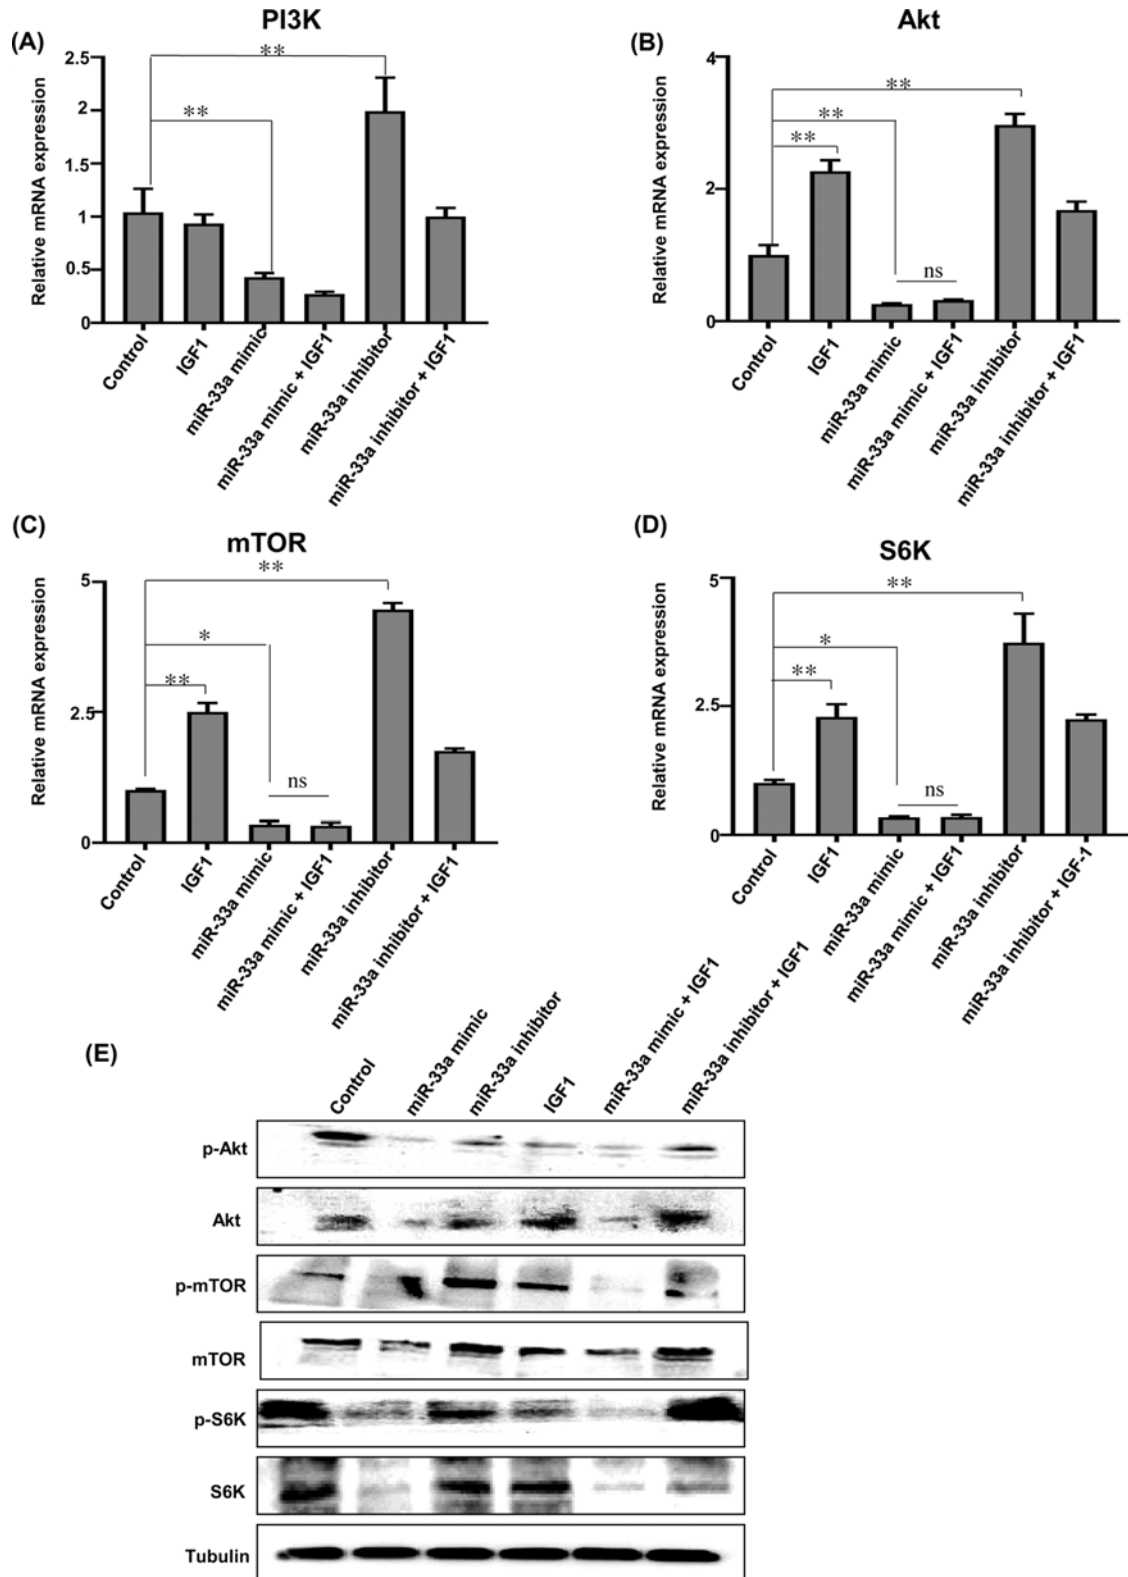 PI3K
(A)
Relative mRNA expression
2.5
2
1.5
1
0.5
0
**
**
Control
IGF1
miR-33a mimic
miR-33a mimic + IGF1
miR-33a inhibitor
miR-33a inhibitor + IGF1
Akt
(B)
Relative mRNA expression
4
2
0
**
**
**
ns
Control
IGF1
miR-33a mimic
miR-33a mimic + IGF1
miR-33a inhibitor
miR-33a inhibitor + IGF1
(C)
mTOR
Relative mRNA expression
5
2.5
0
**
*
**
ns
Control
IGF1
miR-33a mimic
miR-33a mimic + IGF1
miR-33a inhibitor
miR-33a inhibitor + IGF1
(D)
S6K
Relative mRNA expression
5
2.5
0
**
*
**
ns
Control
IGF1
miR-33a mimic
miR-33a mimic + IGF1
miR-33a inhibitor
miR-33a inhibitor + IGF-1
(E)
Control
miR-33a mimic
miR-33a inhibitor
IGF1
miR-33a mimic + IGF1
miR-33a inhibitor + IGF1
p-Akt
Akt
p-mTOR
mTOR
p-S6K
S6K
Tubulin